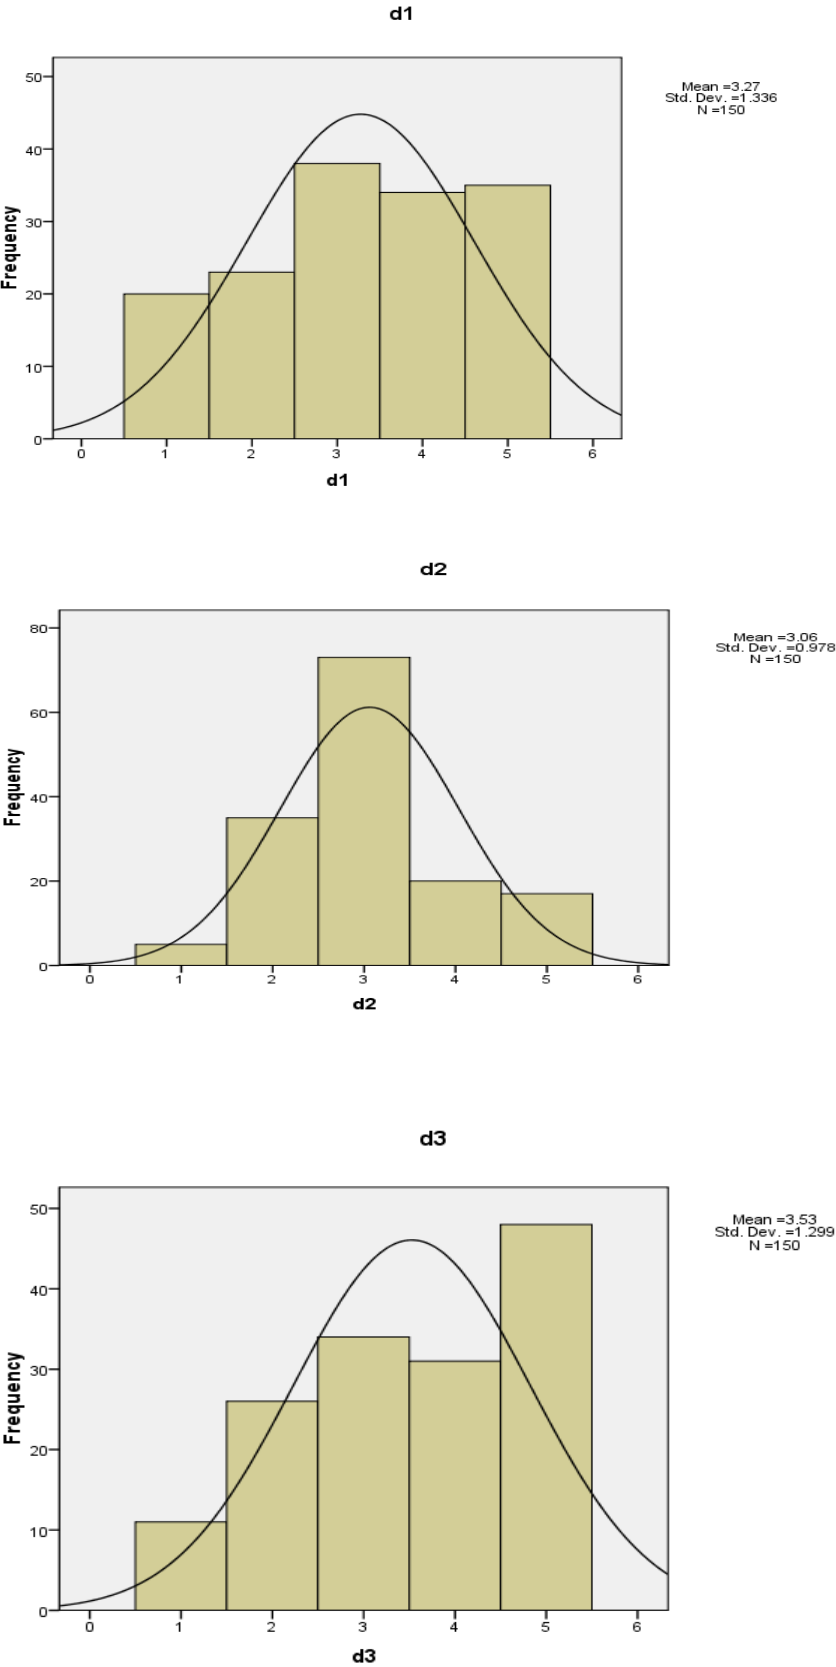 d1
Mean =3.27
Std. Dev. =1.336
N =150
50
40
30
20
10
0
Frequency
0 1 2 3 4 5 6
d1
d2
Mean =3.06
Std. Dev. =0.978
N =150
80
60
40
20
0
Frequency
0 1 2 3 4 5 6
d2
d3
Mean =3.53
Std. Dev. =1.299
N =150
50
40
30
20
10
0
Frequency
0 1 2 3 4 5 6
d3